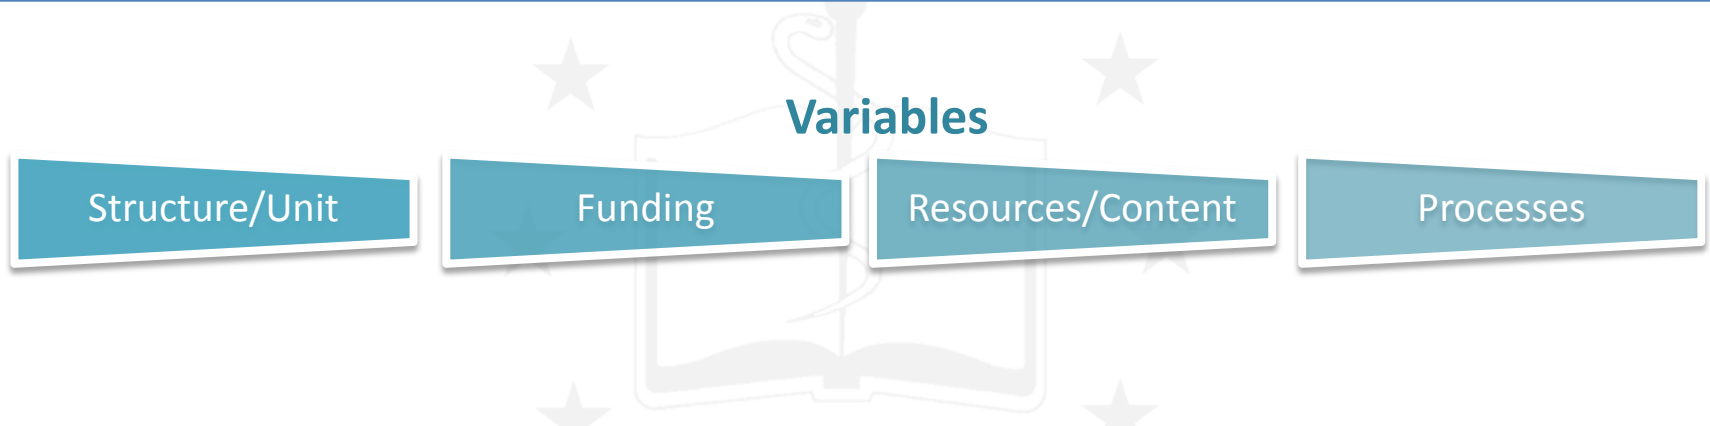 Variables
Structure/Unit
Funding
Resources/Content
Processes